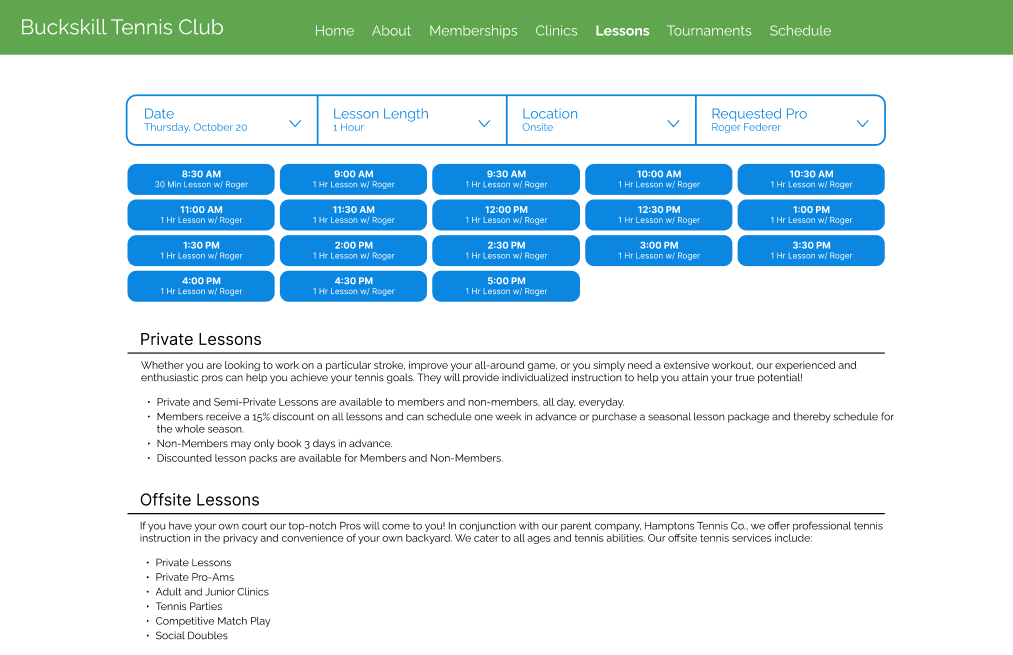 Buckskill Tennis Club
Home About Memberships Clinics Lessons Tournaments Schedule
Date Lesson Length Location Requested Pro
Thursday, October 20 1 Hour Onsite Roger Federer
8:30 AM 9:00 AM 9:30 AM 10:00 AM 10:30 AM
30 Min Lesson w/ Roger 1 Hr Lesson w/ Roger 1 Hr Lesson w/ Roger 1 Hr Lesson w/ Roger 1 Hr Lesson w/ Roger
11:00 AM 11:30 AM 12:00 PM 12:30 PM 1:00 PM
1 Hr Lesson w/ Roger 1 Hr Lesson w/ Roger 1 Hr Lesson w/ Roger 1 Hr Lesson w/ Roger 1 Hr Lesson w/ Roger
1:30 PM 2:00 PM 2:30 PM 3:00 PM 3:30 PM
1 Hr Lesson w/ Roger 1 Hr Lesson w/ Roger 1 Hr Lesson w/ Roger 1 Hr Lesson w/ Roger 1 Hr Lesson w/ Roger
4:00 PM 4:30 PM 5:00 PM
1 Hr Lesson w/ Roger 1 Hr Lesson w/ Roger 1 Hr Lesson w/ Roger
Private Lessons
Whether you are looking to work on a particular stroke, improve your all-around game, or you simply need a extensive workout, our experienced and
enthusiastic pros can help you achieve your tennis goals. They will provide individualized instruction to help you attain your true potential!
• Private and Semi-Private Lessons are available to members and non-members, all day, everyday.
• Members receive a 15% discount on all lessons and can schedule one week in advance or purchase a seasonal lesson package and thereby schedule for
the whole season.
• Non-Members may only book 3 days in advance.
• Discounted lesson packs are available for Members and Non-Members.
Offsite Lessons
If you have your own court our top-notch Pros will come to you! In conjunction with our parent company, Hamptons Tennis Co., we offer professional tennis
instruction in the privacy and convenience of your own backyard. We cater to all ages and tennis abilities. Our offsite tennis services include:
• Private Lessons
• Private Pro-Ams
• Adult and Junior Clinics
• Tennis Parties
• Competitive Match Play
• Social Doubles